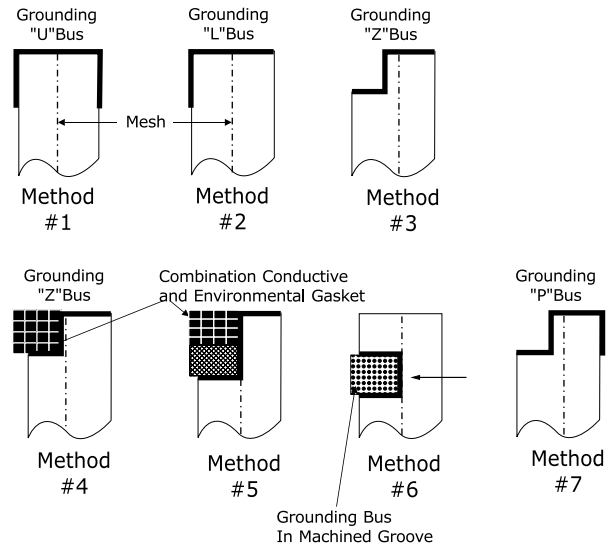 Grounding
"U"Bus
Grounding
"L"Bus
Grounding
"Z"Bus
Mesh
Method
#1
Method
#2
Method
#3
Grounding
"Z"Bus
Combination Conductive
and Environmental Gasket
Grounding
"P"Bus
Method
#4
Method
#5
Method
#6
Method
#7
Grounding Bus
In Machined Groove